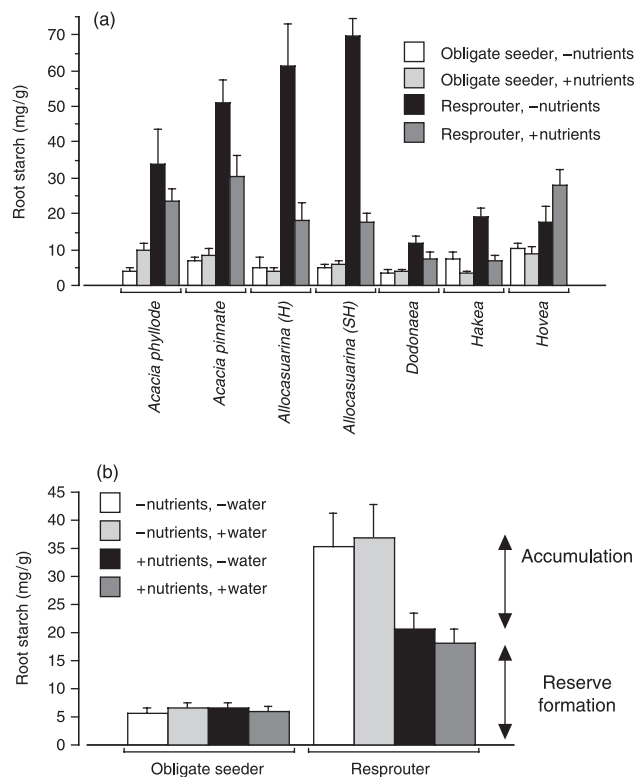 (a)
Root starch (mg/g)
70
60
50
40
30
20
10
0
Obligate seeder, −nutrients
Obligate seeder, +nutrients
Resprouter, −nutrients
Resprouter, +nutrients
Acacia phyllode
Acacia pinnate
Allocasuarina (H)
Allocasuarina (SH)
Dodonaea
Hakea
Hovea
(b)
Root starch (mg/g)
45
40
35
30
25
20
15
10
5
0
−nutrients, −water
−nutrients, +water
+nutrients, −water
+nutrients, +water
Accumulation
Reserve
formation
Obligate seeder
Resprouter